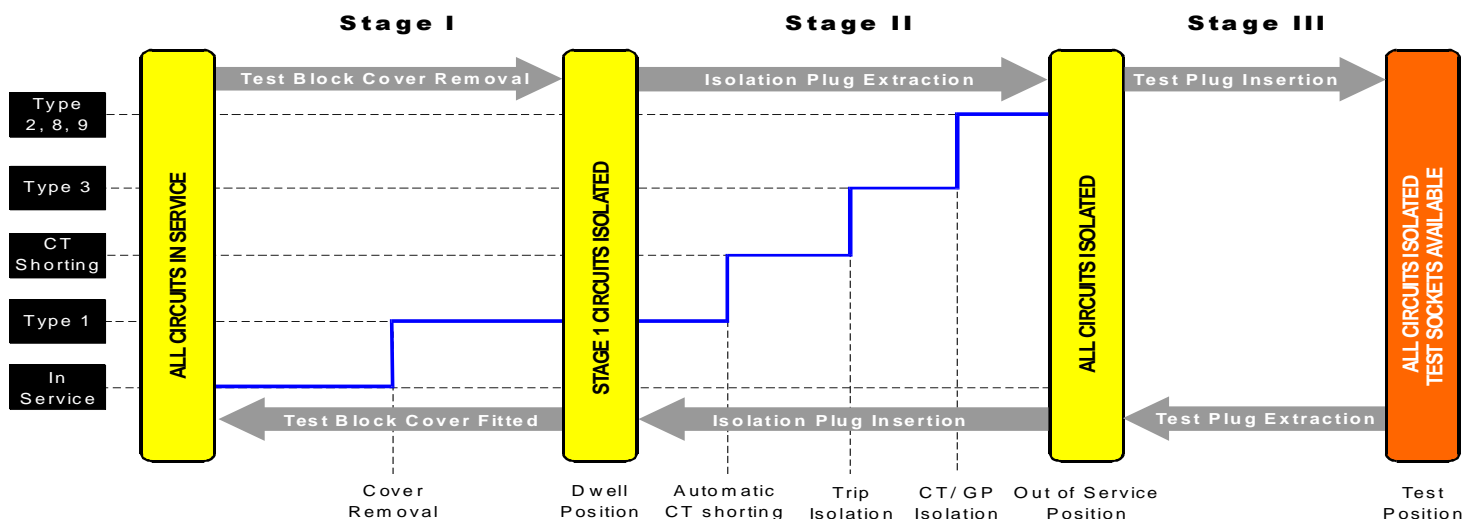 Stage I
Stage II
Stage III
Test Block Cover Removal
Isolation Plug Extraction
Test Plug Insertion
Type
2, 8, 9
Type 3
CT
Shorting
Type 1
In
Service
ALL CIRCUITS IN SERVICE
STAGE 1 CIRCUITS ISOLATED
ALL CIRCUITS ISOLATED
ALL CIRCUITS ISOLATED
TEST SOCKETS AVAILABLE
Test Block Cover Fitted
Isolation Plug Insertion
Test Plug Extraction
Cover
Removal
Dwell
Position
Automatic
CT shorting
Trip
Isolation
CT/ GP
Isolation
Out of Service
Position
Test
Position